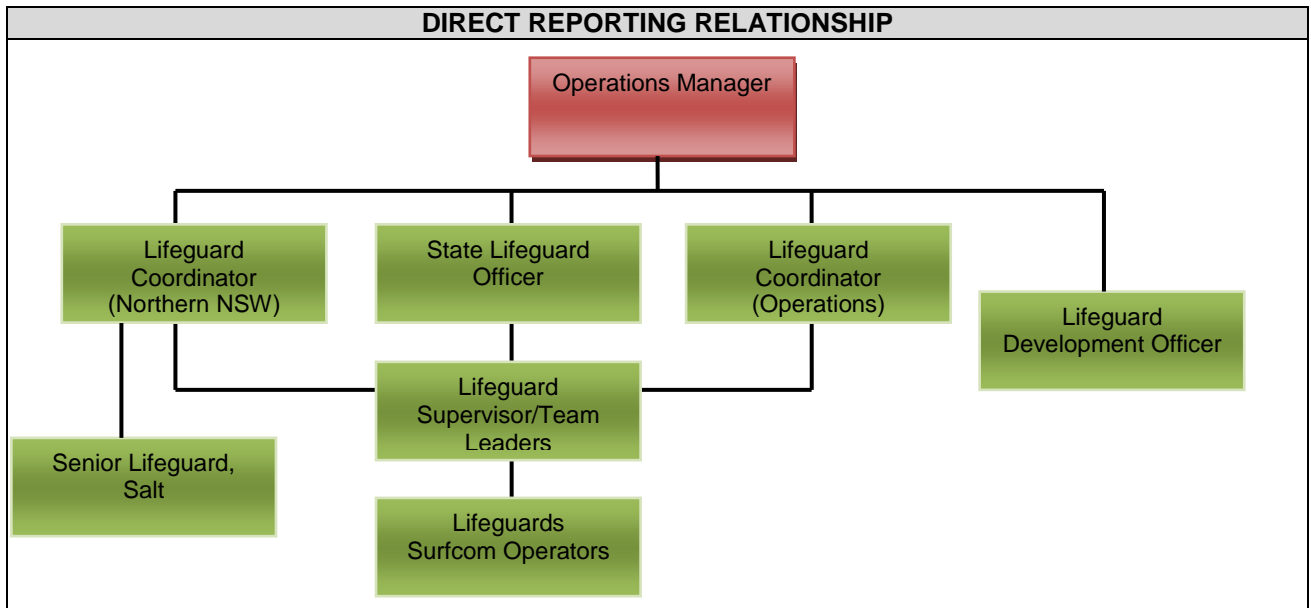 DIRECT REPORTING RELATIONSHIP
Operations Manager
Lifeguard
Coordinator
(Northern NSW)
State Lifeguard
Officer
Lifeguard
Coordinator
(Operations)
Lifeguard
Development Officer
Lifeguard
Supervisor/Team
Leaders
Senior Lifeguard,
Salt
Lifeguards
Surfcom Operators